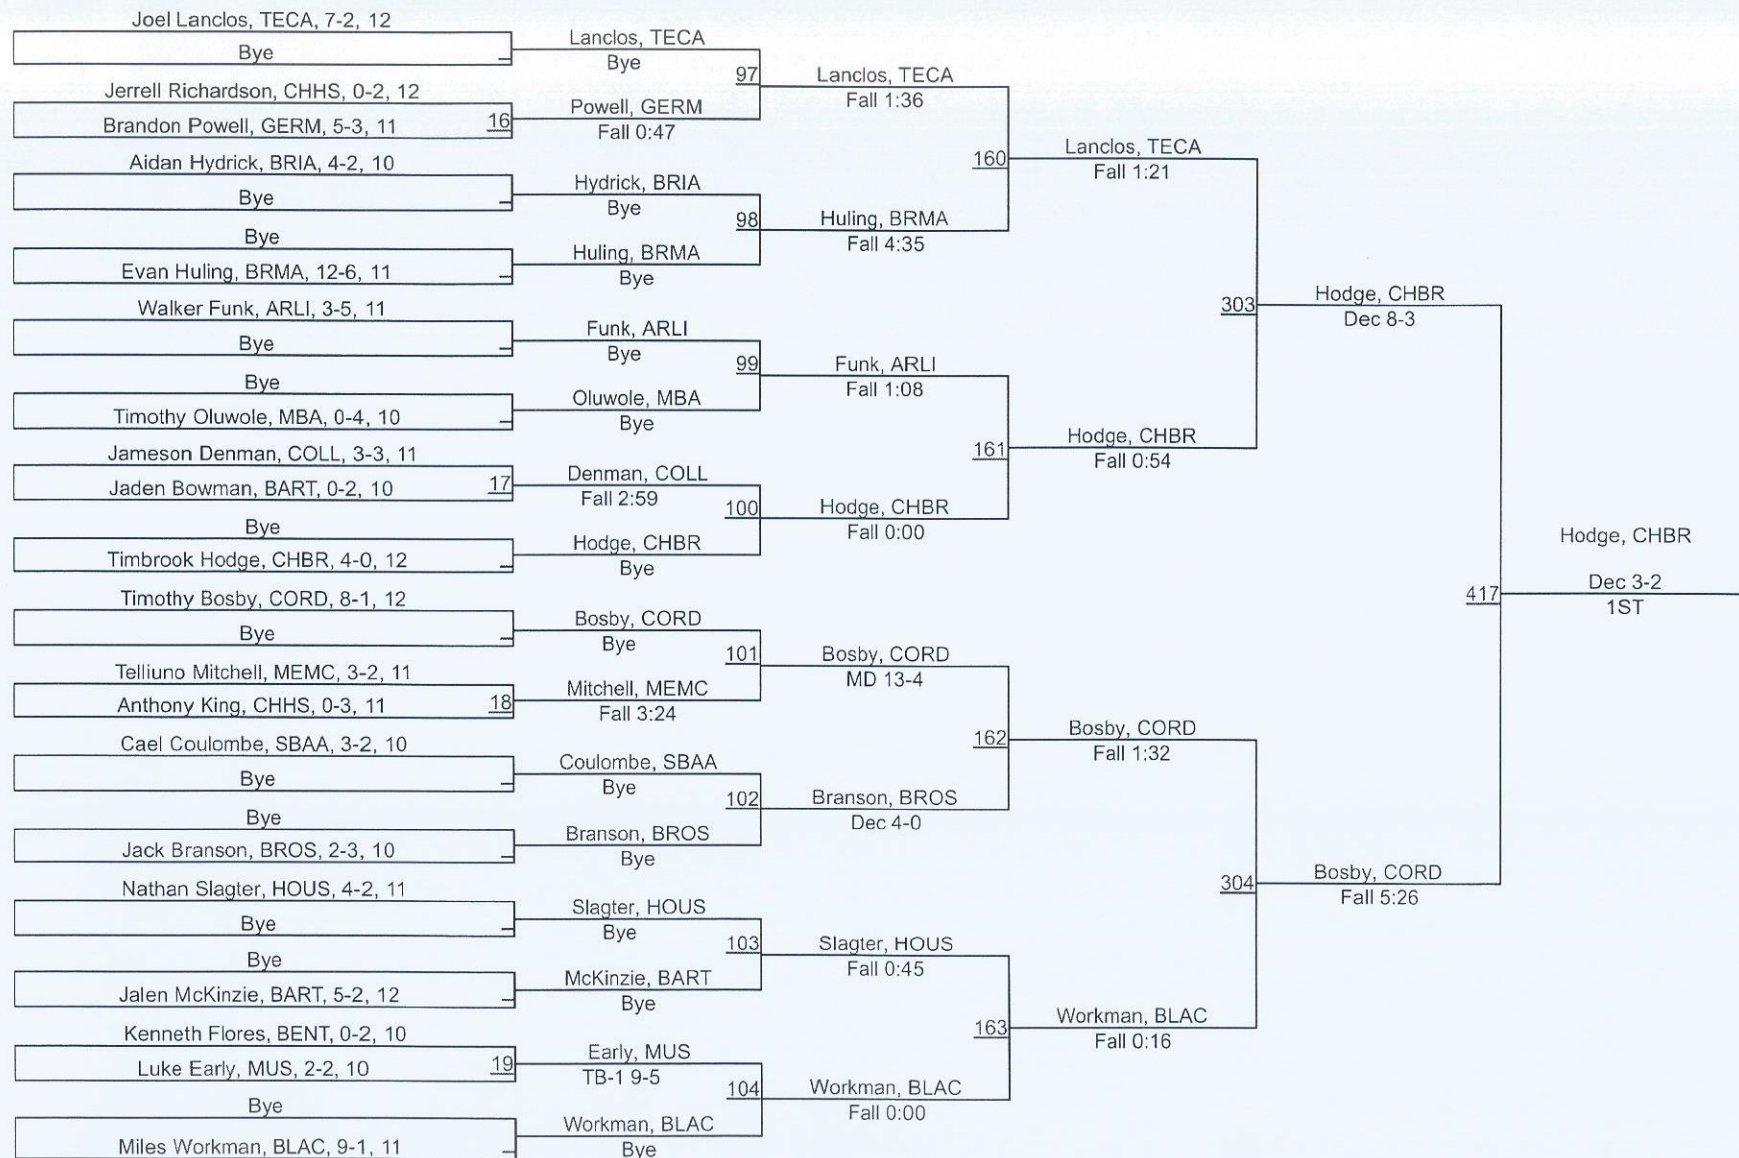 Joel Lanclos, TECA, 7-2, 12
Bye
Jerrell Richardson, CHHS, 0-2, 12
Brandon Powell, GERM, 5-3, 11
16
Aidan Hydrick, BRIA, 4-2, 10
Bye
Bye
Evan Huling, BRMA, 12-6, 11
Walker Funk, ARLI, 3-5, 11
Bye
Bye
Timothy Oluwole, MBA, 0-4, 10
Jameson Denman, COLL, 3-3, 11
Jaden Bowman, BART, 0-2, 10
17
Bye
Timbrook Hodge, CHBR, 4-0, 12
Timothy Bosby, CORD, 8-1, 12
Bye
Telliuno Mitchell, MEMC, 3-2, 11
Anthony King, CHHS, 0-3, 11
18
Cael Coulombe, SBAA, 3-2, 10
Bye
Bye
Jack Branson, BROS, 2-3, 10
Nathan Slagter, HOUS, 4-2, 11
Bye
Bye
Jalen McKinzie, BART, 5-2, 12
Kenneth Flores, BENT, 0-2, 10
Luke Early, MUS, 2-2, 10
19
Bye
Miles Workman, BLAC, 9-1, 11
Lanclos, TECA
Bye
97
Powell, GERM
Fall 0:47
Hydrick, BRIA
Bye
98
Huling, BRMA
Bye
Funk, ARLI
Bye
99
Oluwole, MBA
Bye
Denman, COLL
Fall 2:59
100
Hodge, CHBR
Bye
Bosby, CORD
Bye
101
Mitchell, MEMC
Fall 3:24
Coulombe, SBAA
Bye
102
Branson, BROS
Bye
Slagter, HOUS
Bye
103
McKinzie, BART
Bye
Early, MUS
TB-1 9-5
104
Workman, BLAC
Bye
Lanclos, TECA
Fall 1:36
160
Huling, BRMA
Fall 4:35
Funk, ARLI
Fall 1:08
161
Hodge, CHBR
Fall 0:00
Bosby, CORD
MD 13-4
162
Branson, BROS
Dec 4-0
Slagter, HOUS
Fall 0:45
163
Workman, BLAC
Fall 0:00
Lanclos, TECA
Fall 1:21
303
Hodge, CHBR
Fall 0:54
Bosby, CORD
Fall 1:32
304
Workman, BLAC
Fall 0:16
Hodge, CHBR
Dec 8-3
417
Bosby, CORD
Fall 5:26
Hodge, CHBR
Dec 3-2
1ST